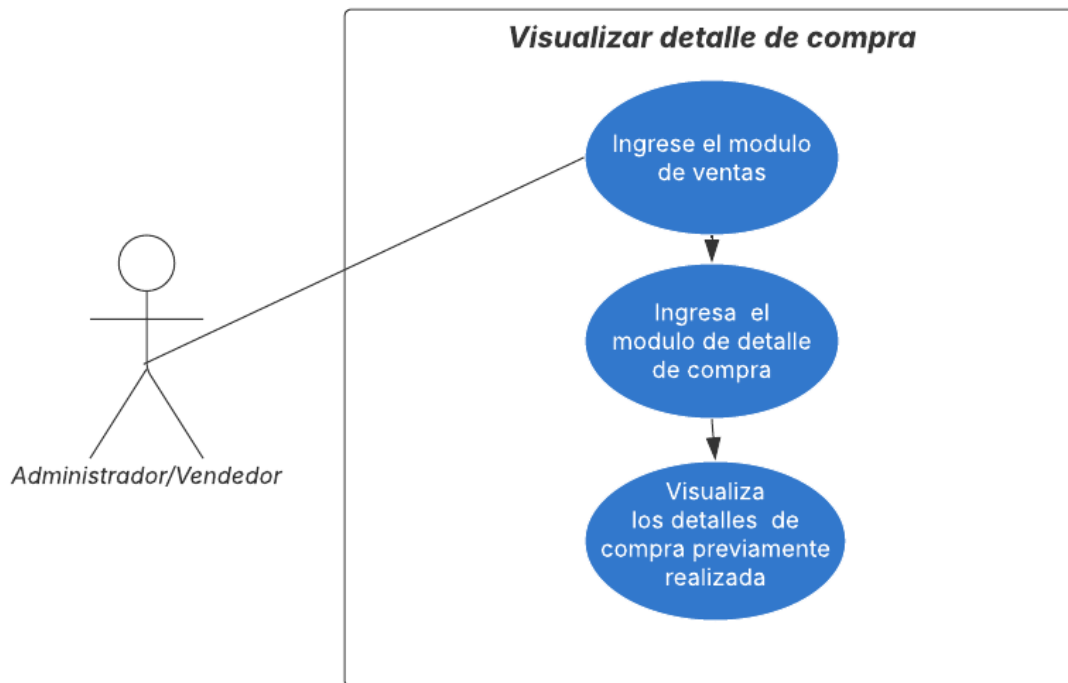 Visualizar detalle de compra
Ingrese el modulo
de ventas
Ingresa el
modulo de detalle
de compra
Administrador/Vendedor
Visualiza
los detalles de
compra previamente
realizada